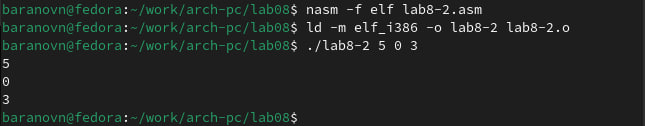 baranovn@fedora:~/work/arch-pc/lab08$ nasm -f elf lab8-2.asm
baranovn@fedora:~/work/arch-pc/lab08$ ld -m elf_i386 -o lab8-2 lab8-2.o
baranovn@fedora:~/work/arch-pc/lab08$ ./lab8-2 5 0 3
5
0
3
baranovn@fedora:~/work/arch-pc/lab08$